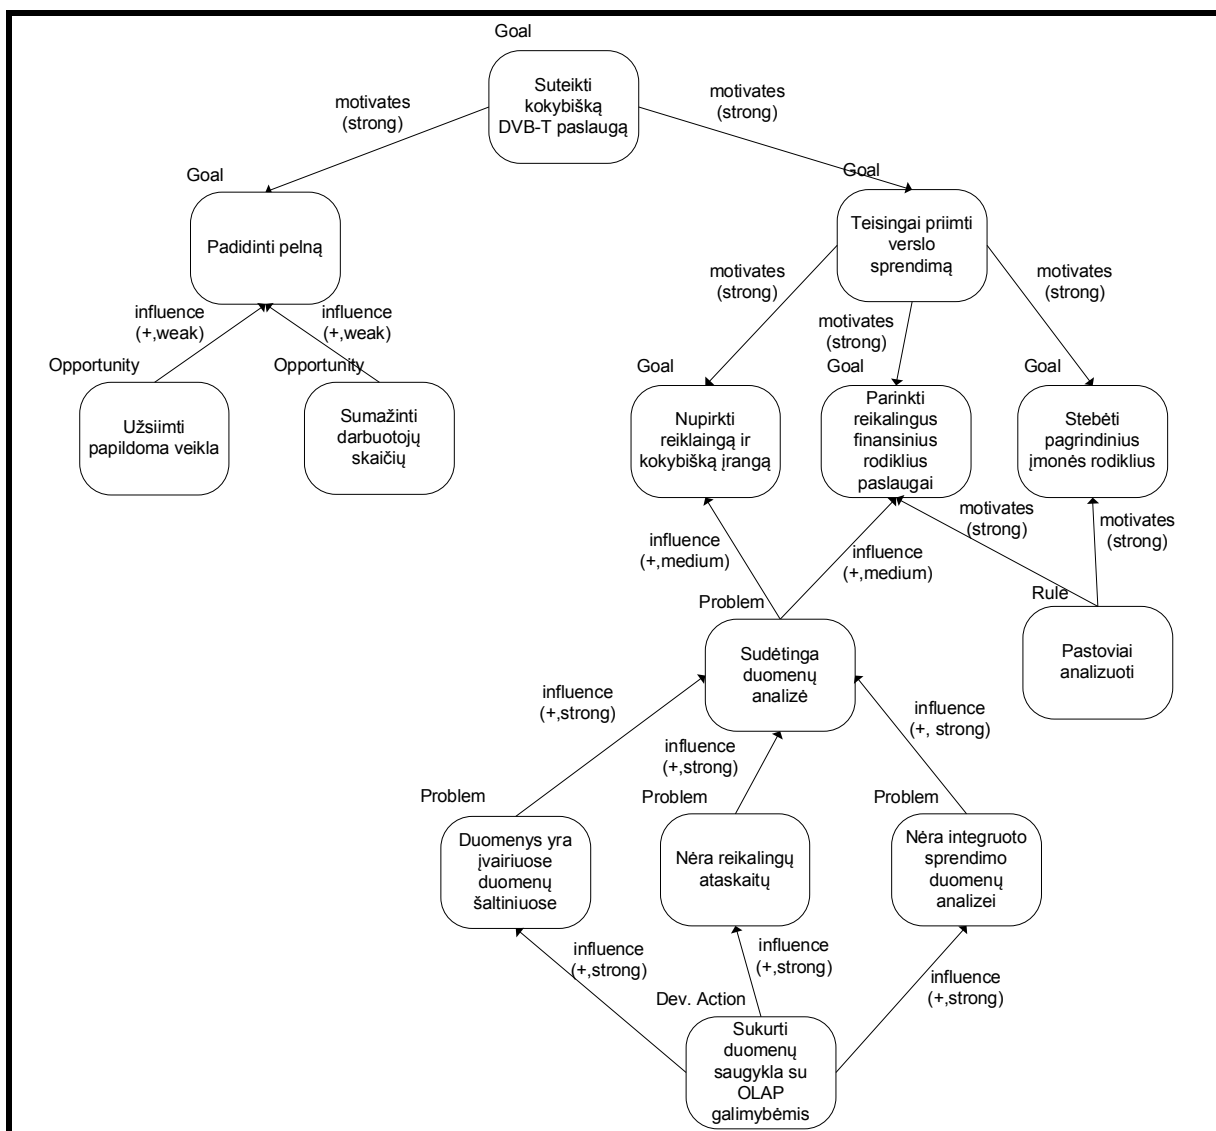 Goal
Suteikti
kokybišką
DVB-T paslaugą
motivates
(strong)
motivates
(strong)
Goal
Padidinti pelną
Goal
Teisingai priimti
verslo
sprendimą
influence
(+,weak)
influence
(+,weak)
motivates
(strong)
motivates
(strong)
motivates
(strong)
Opportunity
Užsiimti
papildoma veikla
Opportunity
Sumažinti
darbuotojų
skaičių
Goal
Nupirkti
reiklaingą ir
kokybišką įrangą
Goal
Parinkti
reikalingus
finansinius
rodiklius
paslaugai
Goal
Stebėti
pagrindinius
įmonės rodiklius
influence
(+,medium)
influence
(+,medium)
motivates
(strong)
motivates
(strong)
Problem
Sudėtinga
duomenų
analizė
Rule
Pastoviai
analizuoti
influence
(+,strong)
influence
(+,strong)
influence
(+, strong)
Problem
Duomenys yra
įvairiuose
duomenų
šaltiniuose
Problem
Nėra reikalingų
ataskaitų
Problem
Nėra integruoto
sprendimo
duomenų
analizei
influence
(+,strong)
influence
(+,strong)
influence
(+,strong)
Dev. Action
Sukurti
duomenų
saugykla su
OLAP
galimybėmis